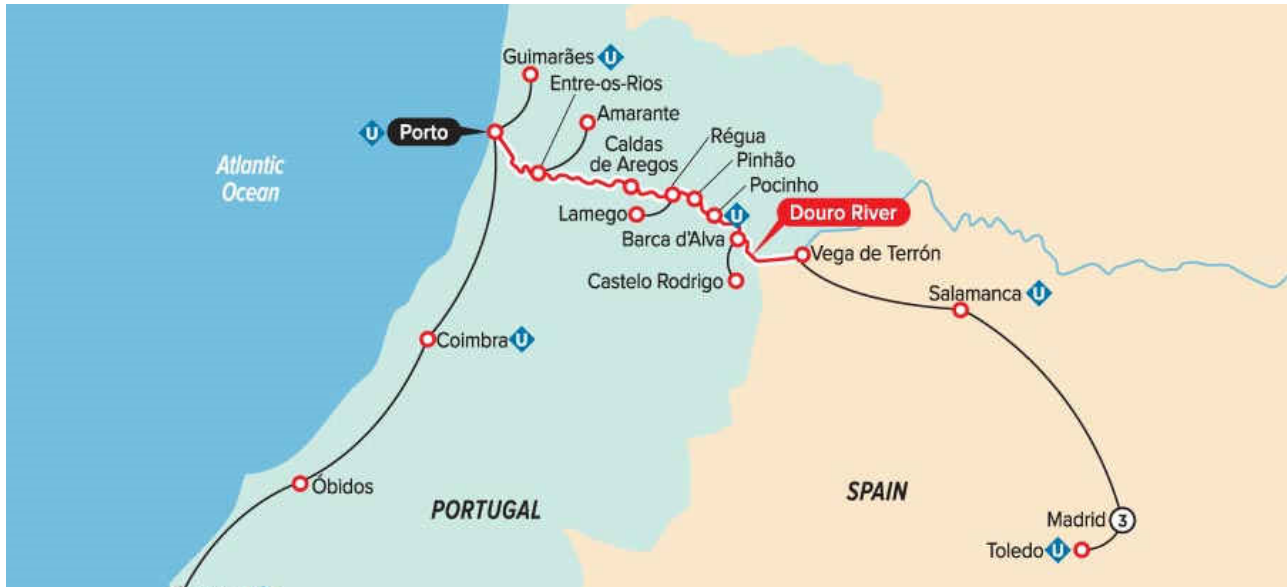 Guimarães U
Entre-os-Rios
Amarante
U Porto
Régua
Caldas
de Aregos
Pinhão
Atlantic
Ocean
Pocinho
U
Lamego
Douro River
Barca d'Alva
Vega de Terrón
Castelo Rodrigo
Salamanca U
Coimbra U
Óbidos
SPAIN
PORTUGAL
Madrid 3
Toledo U